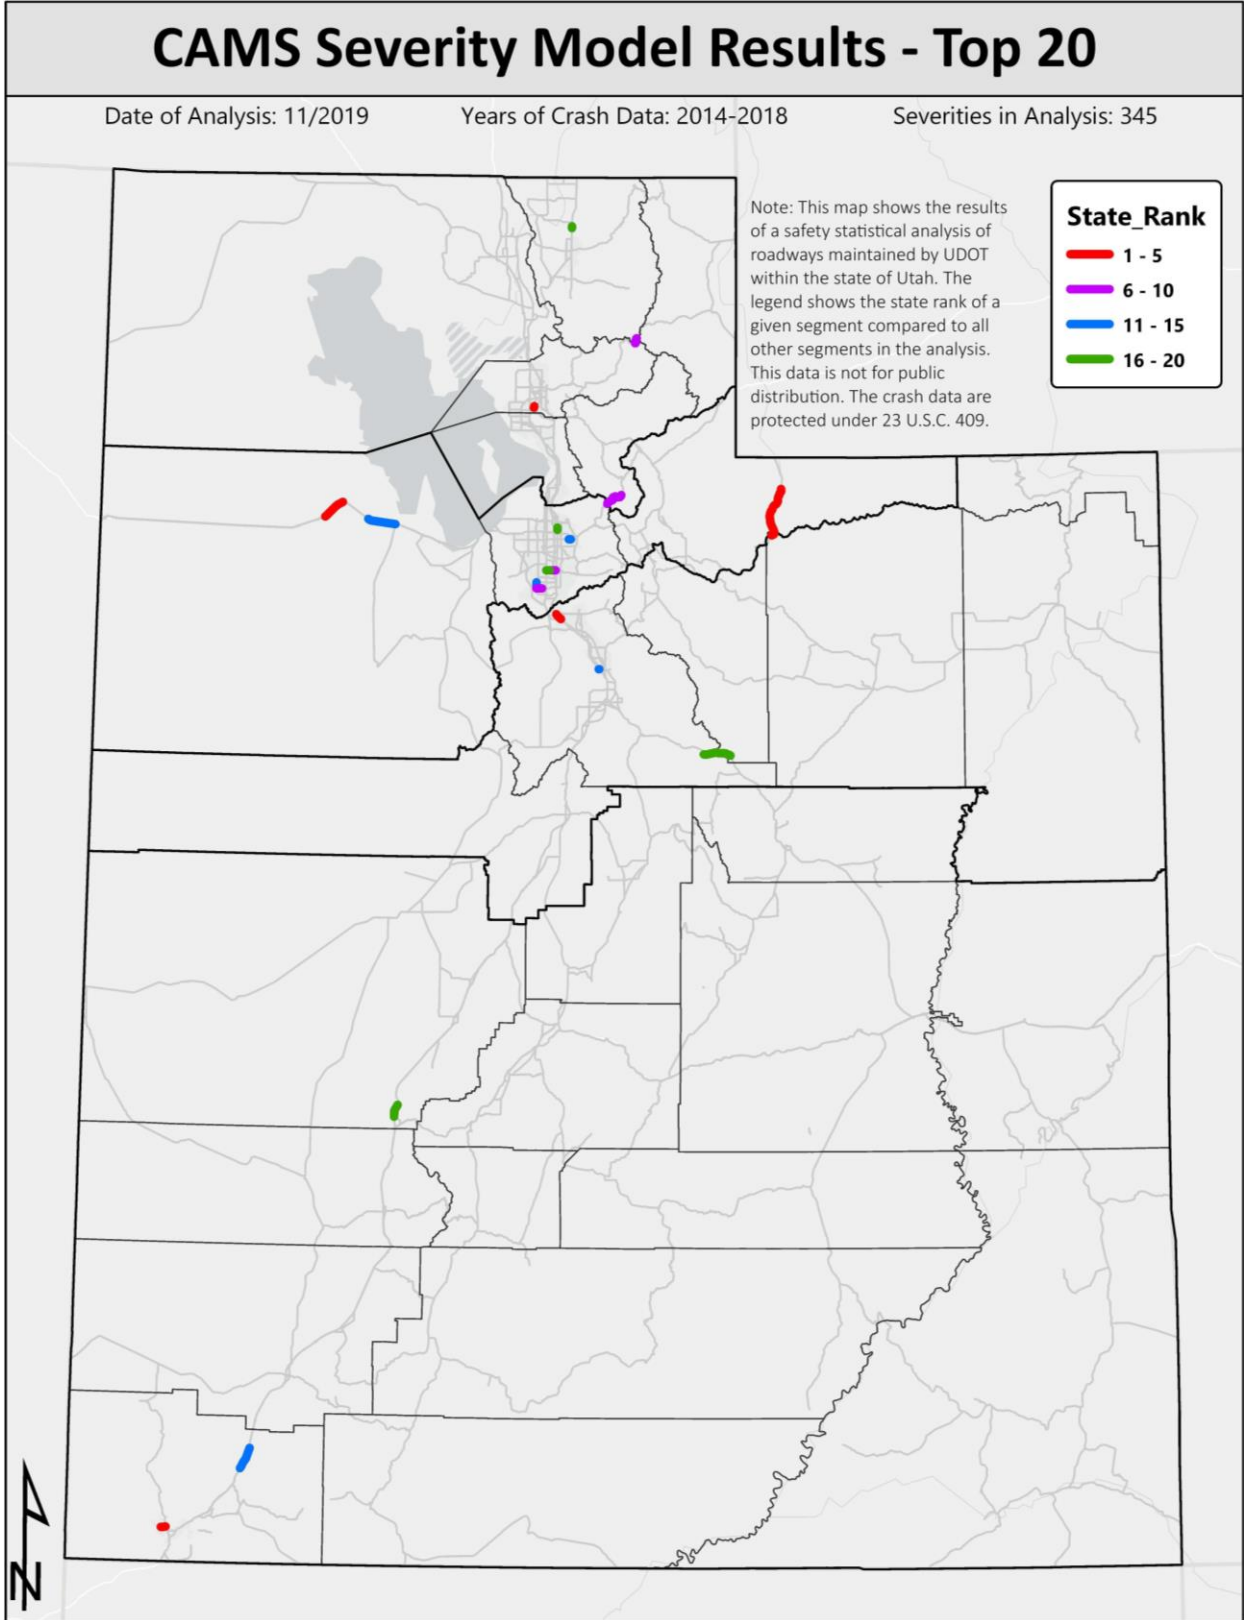 CAMS Severity Model Results - Top 20
Date of Analysis: 11/2019 Years of Crash Data: 2014-2018 Severities in Analysis: 345
Note: This map shows the results
of a safety statistical analysis of
roadways maintained by UDOT
within the state of Utah. The
legend shows the state rank of a
given segment compared to all
other segments in the analysis.
This data is not for public
distribution. The crash data are
protected under 23 U.S.C. 409.
State_Rank
1 - 5
6 - 10
11 - 15
16 - 20
N